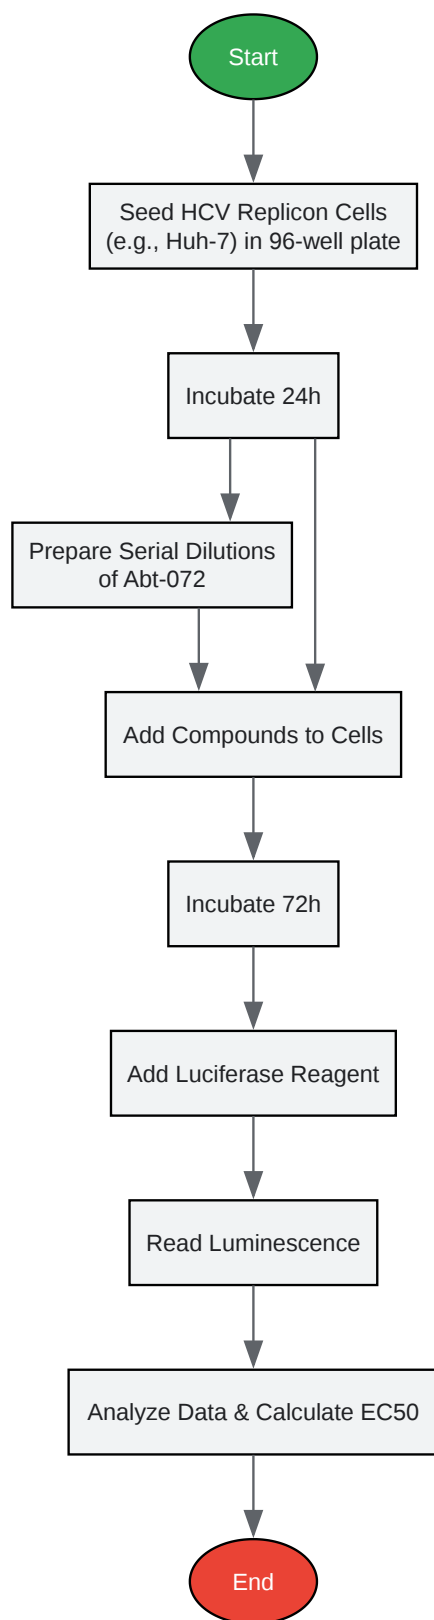 Start
Seed HCV Replicon Cells
(e.g., Huh-7) in 96-well plate
Incubate 24h
Prepare Serial Dilutions
of Abt-072
Add Compounds to Cells
Incubate 72h
Add Luciferase Reagent
Read Luminescence
Analyze Data & Calculate EC50
End